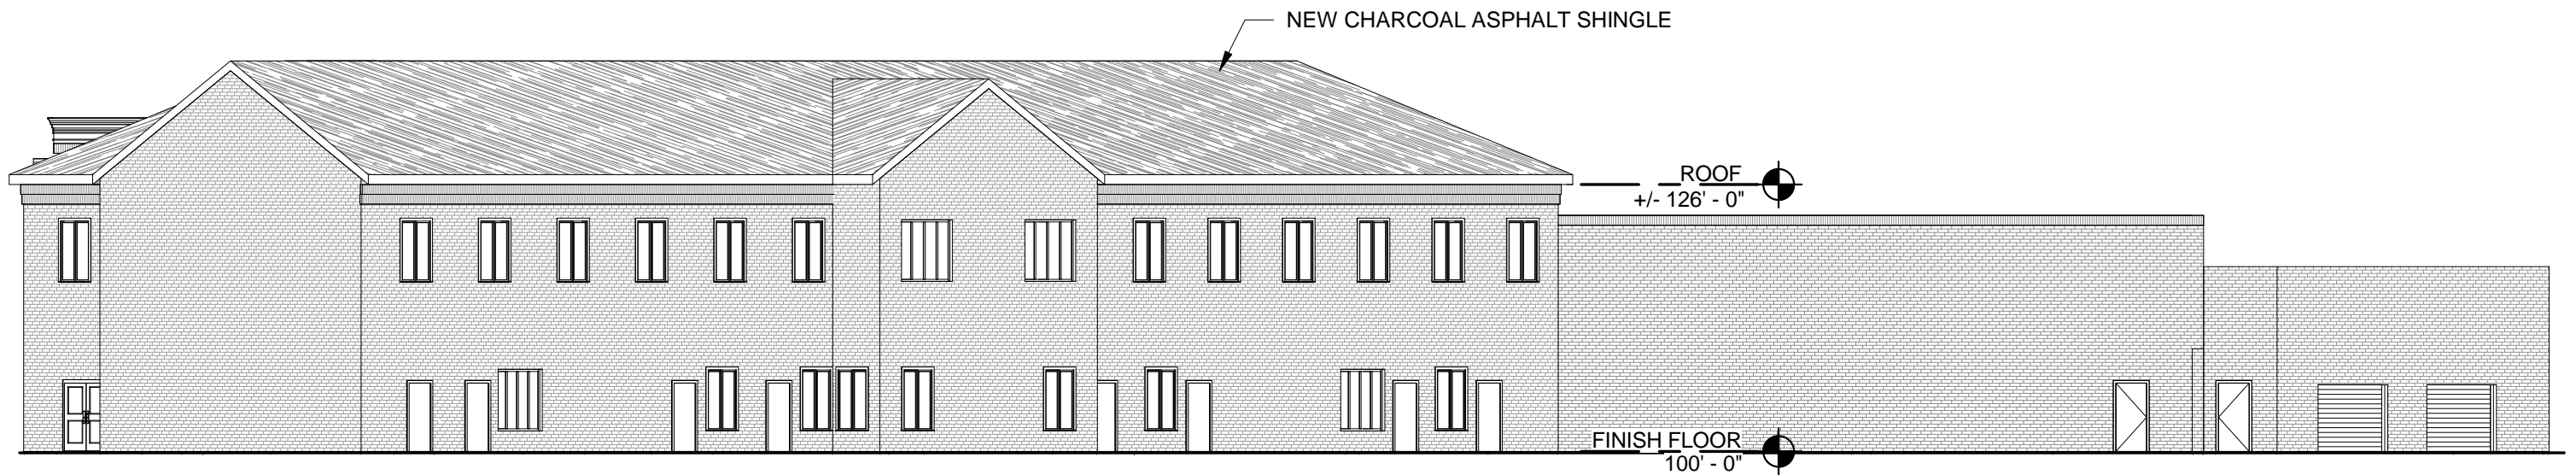 NEW CHARCOAL ASPHALT SHINGLE
ROOF
+/- 126' - 0"
FINISH FLOOR
100' - 0"